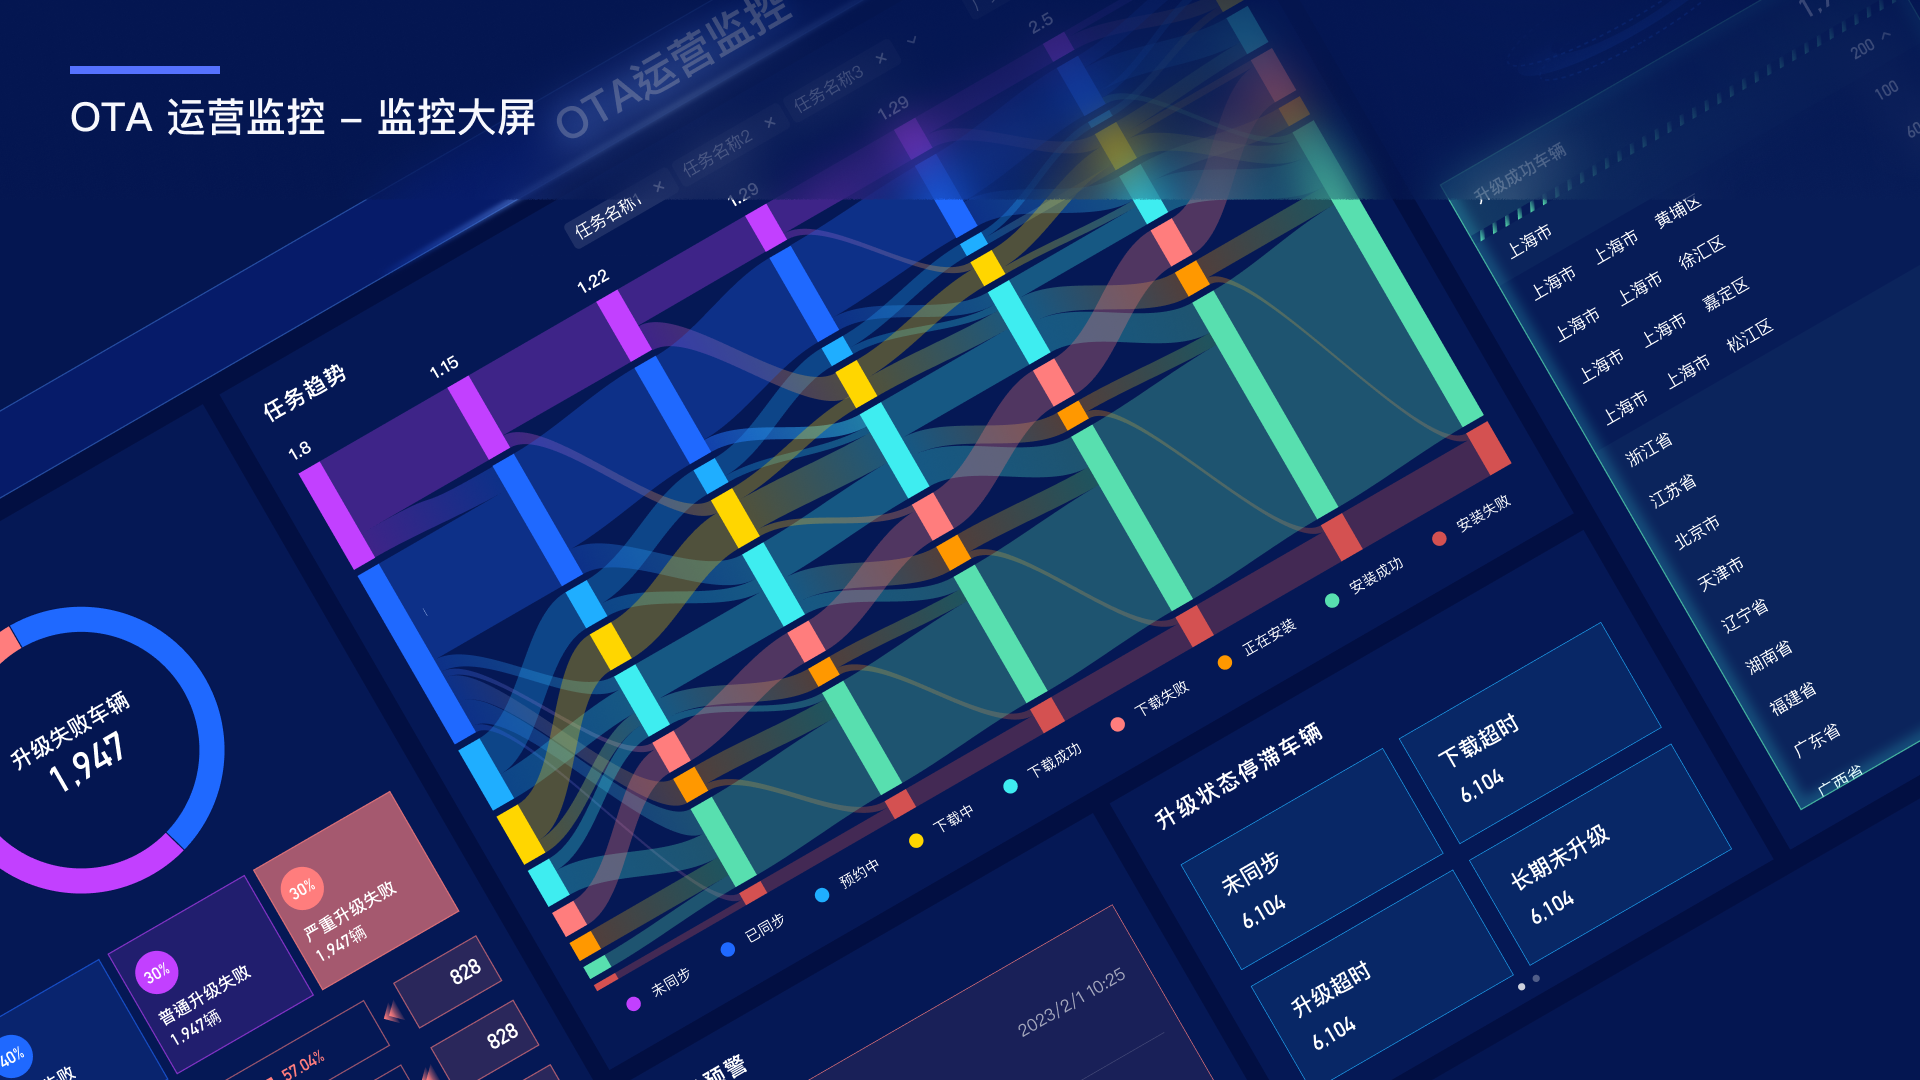 OTA 运营监控 – 监控大屏
OTA运营监控
任务名称1 ×
任务名称2 ×
任务名称3 ×
任务趋势
1.8
1.15
1.22
1.29
1.29
2.5
未同步
已同步
预约中
下载中
下载成功
下载失败
正在安装
安装成功
安装失败
升级失败车辆
1,947
30%
严重升级失败
1,947辆
30%
普通升级失败
1,947辆
40%
失败
57.04%
828
828
预警
2023/2/1 10:25
升级状态停滞车辆
未同步
6,104
下载超时
6,104
升级超时
6,104
长期未升级
6,104
200
100
升级成功车辆
上海市
上海市 上海市 黄埔区
上海市 上海市 徐汇区
上海市 上海市 嘉定区
上海市 上海市 松江区
浙江省
江苏省
北京市
天津市
辽宁省
湖南省
福建省
广东省
广西省